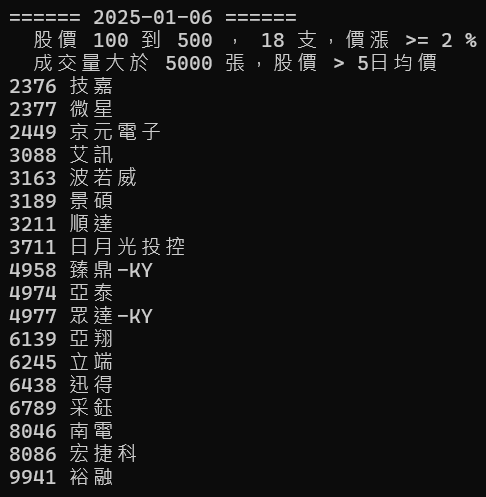 ====== 2025-01-06 ======
股價 100 到 500 , 18 支,價漲 >= 2 %
成交量大於 5000 張,股價 > 5日均價
2376 技嘉
2377 微星
2449 京元電子
3088 艾訊
3163 波若威
3189 景碩
3211 順達
3711 日月光投控
4958 臻鼎-KY
4974 亞泰
4977 眾達-KY
6139 亞翔
6245 立端
6438 迅得
6789 采鈺
8046 南電
8086 宏捷科
9941 裕融